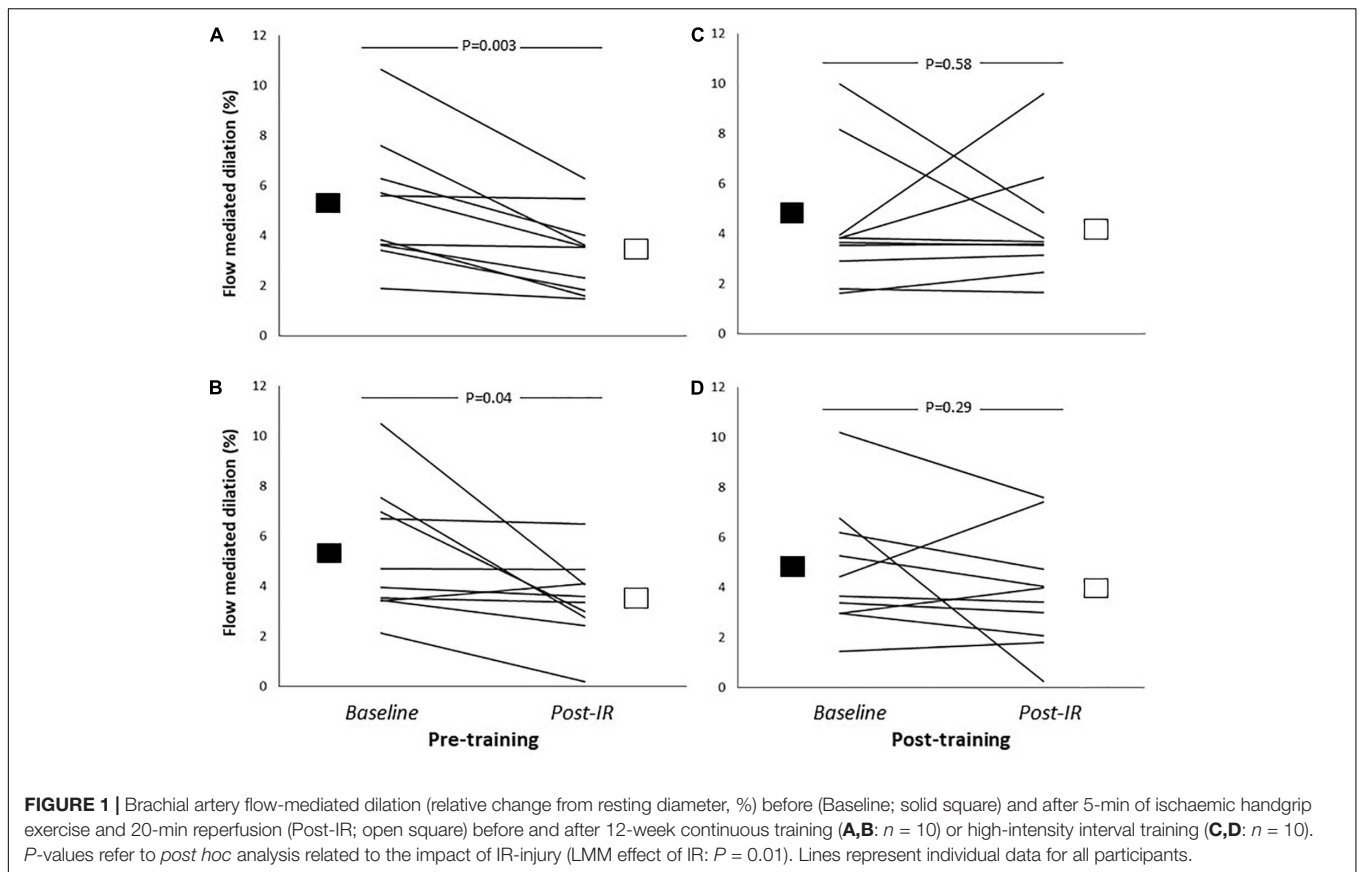 A
Flow mediated dilation (%)
12
10
8
6
4
2
0
P=0.003
C
12
10
8
6
4
2
0
P=0.58
B
Flow mediated dilation (%)
12
10
8
6
4
2
0
P=0.04
Baseline
Post-IR
Pre-training
D
12
10
8
6
4
2
0
P=0.29
Baseline
Post-IR
Post-training
FIGURE 1 | Brachial artery flow-mediated dilation (relative change from resting diameter, %) before (Baseline; solid square) and after 5-min of ischaemic handgrip
exercise and 20-min reperfusion (Post-IR; open square) before and after 12-week continuous training (A,B: n = 10) or high-intensity interval training (C,D: n = 10).
P-values refer to post hoc analysis related to the impact of IR-injury (LMM effect of IR: P = 0.01). Lines represent individual data for all participants.